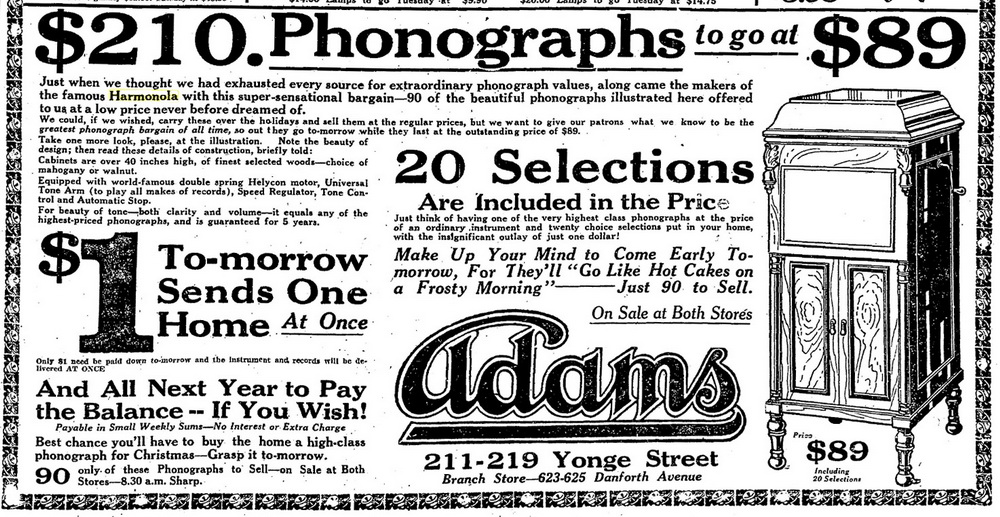 $14.00 Lamps to go Tuesday at $9.90
$20.00 Lamps to go Tuesday at $14.75
$210. Phonographs to go at $89
Just when we thought we had exhausted every source for extraordinary phonograph values, along came the makers of
the famous Harmonola with this super-sensational bargain—90 of the beautiful phonographs illustrated here offered
to us at a low price never before dreamed of.
We could, if we wished, carry these over the holidays and sell them at the regular prices, but we want to give our patrons what we know to be the
greatest phonograph bargain of all time, so out they go to-morrow while they last at the outstanding price of $89.
Take one more look, please, at the illustration. Note the beauty of
design; then read these details of construction, briefly told:
Cabinets are over 40 inches high, of finest selected woods—choice of
mahogany or walnut.
Equipped with world-famous double spring Helycon motor, Universal
Tone Arm (to play all makes of records), Speed Regulator, Tone Con-
trol and Automatic Stop.
For beauty of tone—both clarity and volume—it equals any of the
highest-priced phonographs, and is guaranteed for 5 years.
$1 To-morrow
Sends One
Home At Once
Only $1 need be paid down to-morrow and the instrument and records will be de-
livered AT ONCE
And All Next Year to Pay
the Balance -- If You Wish!
Payable in Small Weekly Sums—No Interest or Extra Charge
Best chance you'll have to buy the home a high-class
phonograph for Christmas—Grasp it to-morrow.
90 only of these Phonographs to Sell—on Sale at Both
Stores—8.30 a.m. Sharp.
20 Selections
Are Included in the Price
Just think of having one of the very highest class phonographs at the price
of an ordinary instrument and twenty choice selections put in your home,
with the insignificant outlay of just one dollar!
Make Up Your Mind to Come Early To-
morrow, For They'll "Go Like Hot Cakes on
a Frosty Morning"—Just 90 to Sell.
On Sale at Both Stores
Adams
211-219 Yonge Street
Branch Store—623-625 Danforth Avenue
Price
$89
Including
20 Selections